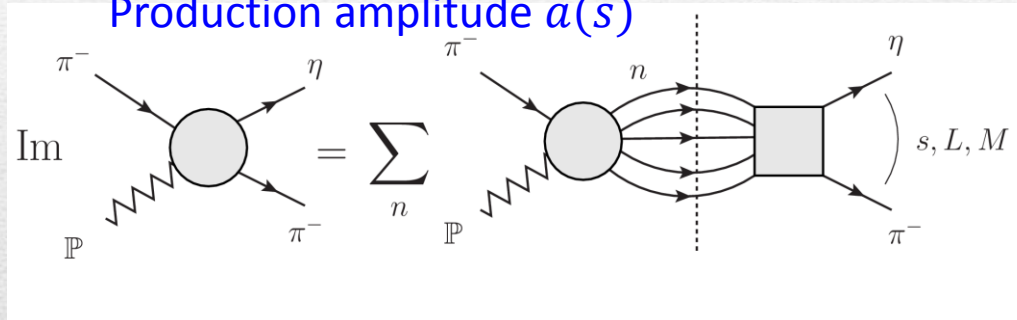 Production amplitude a(s)
π⁻ η π⁻ n η
Im = ∑ s, L, M
n
ℙ π⁻ ℙ π⁻